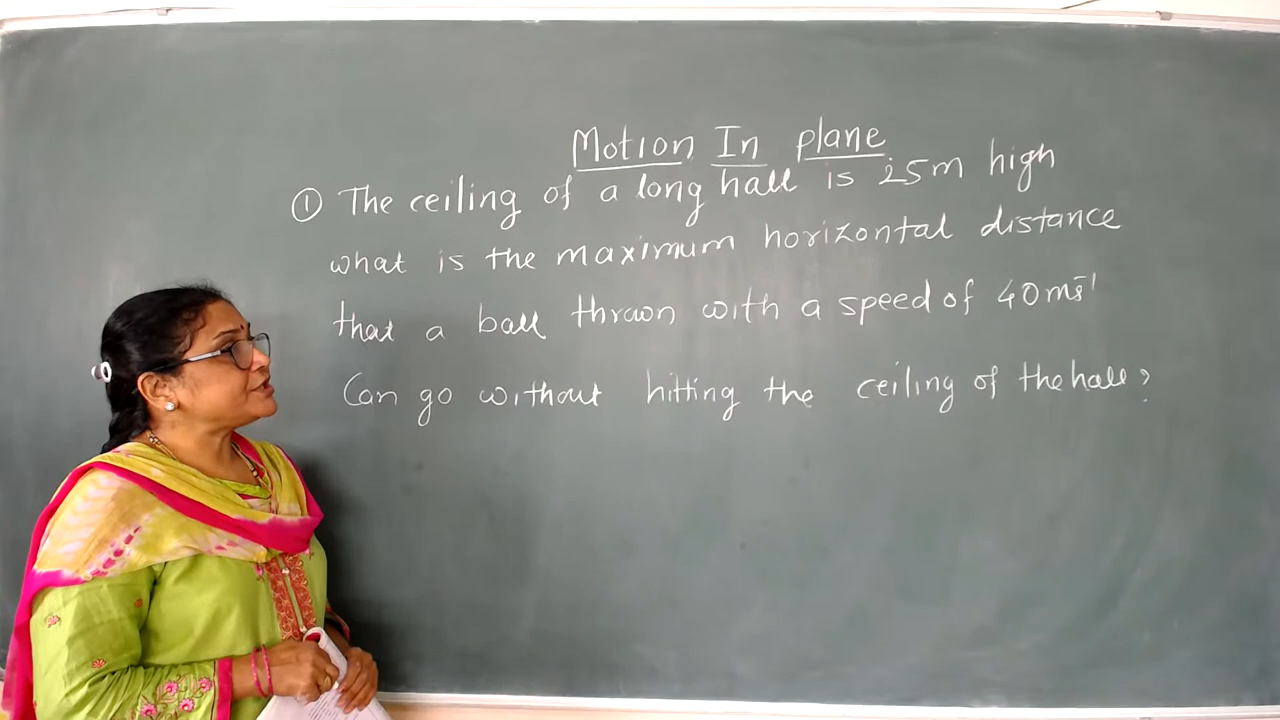 Motion In plane
① The ceiling of a long hall is 25m high
what is the maximum horizontal distance
that a ball thrown with a speed of 40ms⁻¹
Can go without hitting the ceiling of the hall?